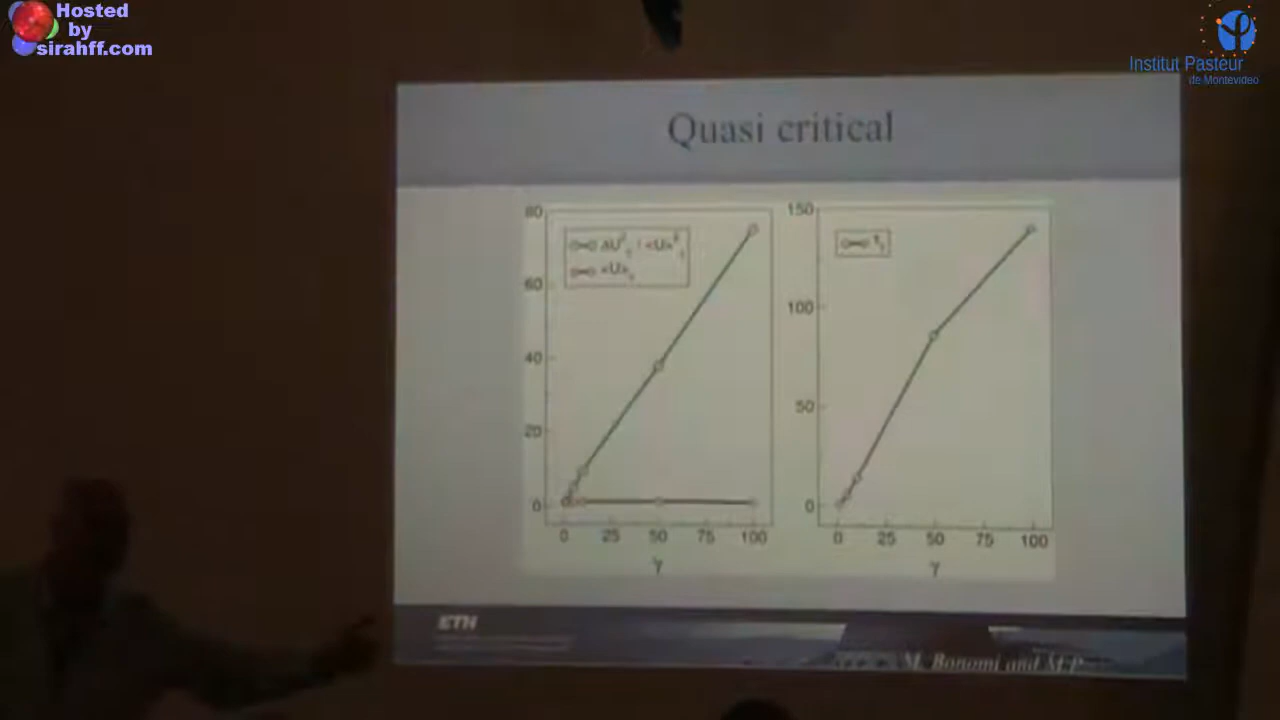 Hosted
by
sirahff.com
Institut Pasteur
de Montevideo
Quasi critical
80
60
40
20
0
0 25 50 75 100
γ
150
100
50
0
0 25 50 75 100
γ
ETH
M. Bonomi and M.P.